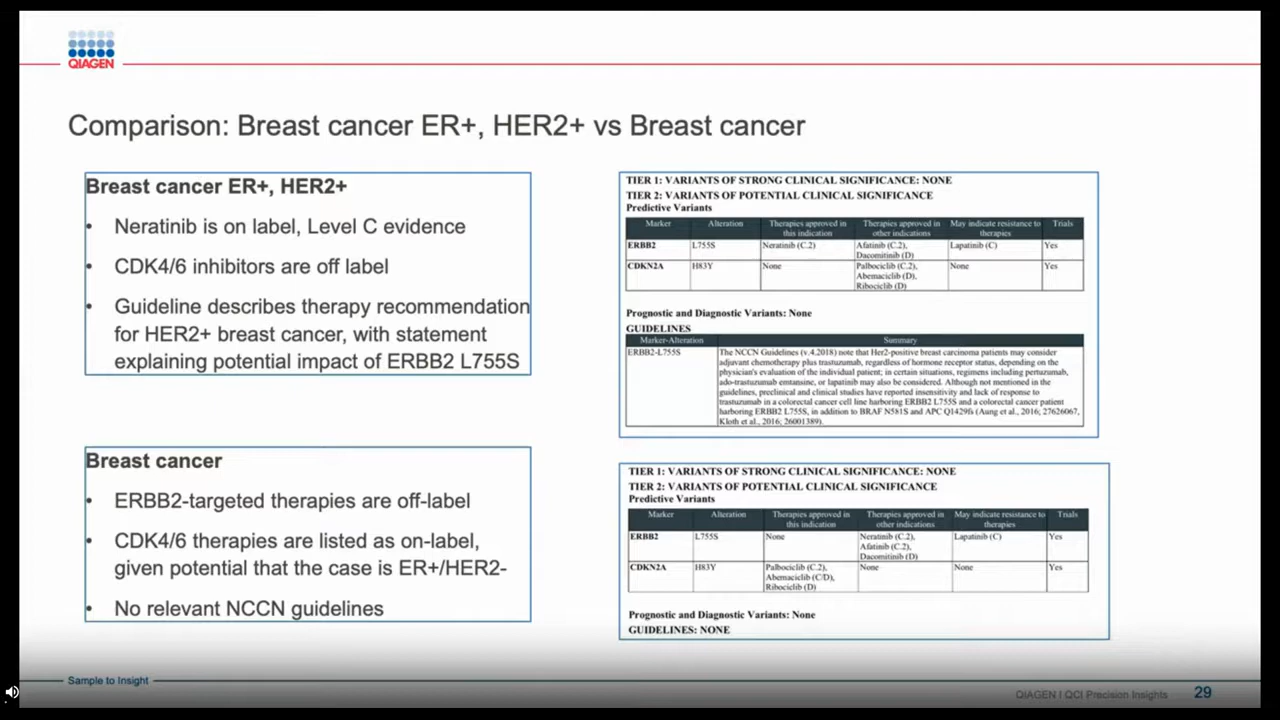 QIAGEN
Comparison: Breast cancer ER+, HER2+ vs Breast cancer
Breast cancer ER+, HER2+
• Neratinib is on label, Level C evidence
• CDK4/6 inhibitors are off label
• Guideline describes therapy recommendation
for HER2+ breast cancer, with statement
explaining potential impact of ERBB2 L755S
Breast cancer
• ERBB2-targeted therapies are off-label
• CDK4/6 therapies are listed as on-label,
given potential that the case is ER+/HER2-
• No relevant NCCN guidelines
TIER 1: VARIANTS OF STRONG CLINICAL SIGNIFICANCE: NONE
TIER 2: VARIANTS OF POTENTIAL CLINICAL SIGNIFICANCE
Predictive Variants
Marker Alteration Therapies approved in this indication Therapies approved in other indications May indicate resistance to therapies Trials
ERBB2 L755S Neratinib (C.2) Afatinib (C.2), Dacomitinib (D) Lapatinib (C) Yes
CDKN2A H83Y None Palbociclib (C.2), Abemaciclib (D), Ribociclib (D) None Yes
Prognostic and Diagnostic Variants: None
GUIDELINES
Marker-Alteration Summary
ERBB2-L755S The NCCN Guidelines (v.4.2018) note that Her2-positive breast carcinoma patients may consider
adjuvant chemotherapy plus trastuzumab, regardless of hormone receptor status, depending on the
physician's evaluation of the individual patient; in certain situations, regimens including pertuzumab,
ado-trastuzumab emtansine, or lapatinib may also be considered. Although not mentioned in the
guidelines, preclinical and clinical studies have reported insensitivity and lack of response to
trastuzumab in a colorectal cancer cell line harboring ERBB2 L755S and a colorectal cancer patient
harboring ERBB2 L755S, in addition to BRAF N581S and APC Q1429fs (Aung et al., 2016; 27626067,
Kloth et al., 2016; 26001389).
TIER 1: VARIANTS OF STRONG CLINICAL SIGNIFICANCE: NONE
TIER 2: VARIANTS OF POTENTIAL CLINICAL SIGNIFICANCE
Predictive Variants
Marker Alteration Therapies approved in this indication Therapies approved in other indications May indicate resistance to therapies Trials
ERBB2 L755S None Neratinib (C.2), Afatinib (C.2), Dacomitinib (D) Lapatinib (C) Yes
CDKN2A H83Y Palbociclib (C.2), Abemaciclib (C/D), Ribociclib (D) None None Yes
Prognostic and Diagnostic Variants: None
GUIDELINES: NONE
Sample to Insight
QIAGEN I QCI Precision Insights 29